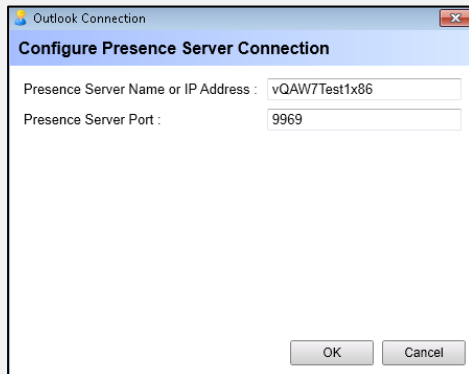 Outlook Connection
Configure Presence Server Connection
Presence Server Name or IP Address : vQAW7Test1x86
Presence Server Port : 9969
OK Cancel